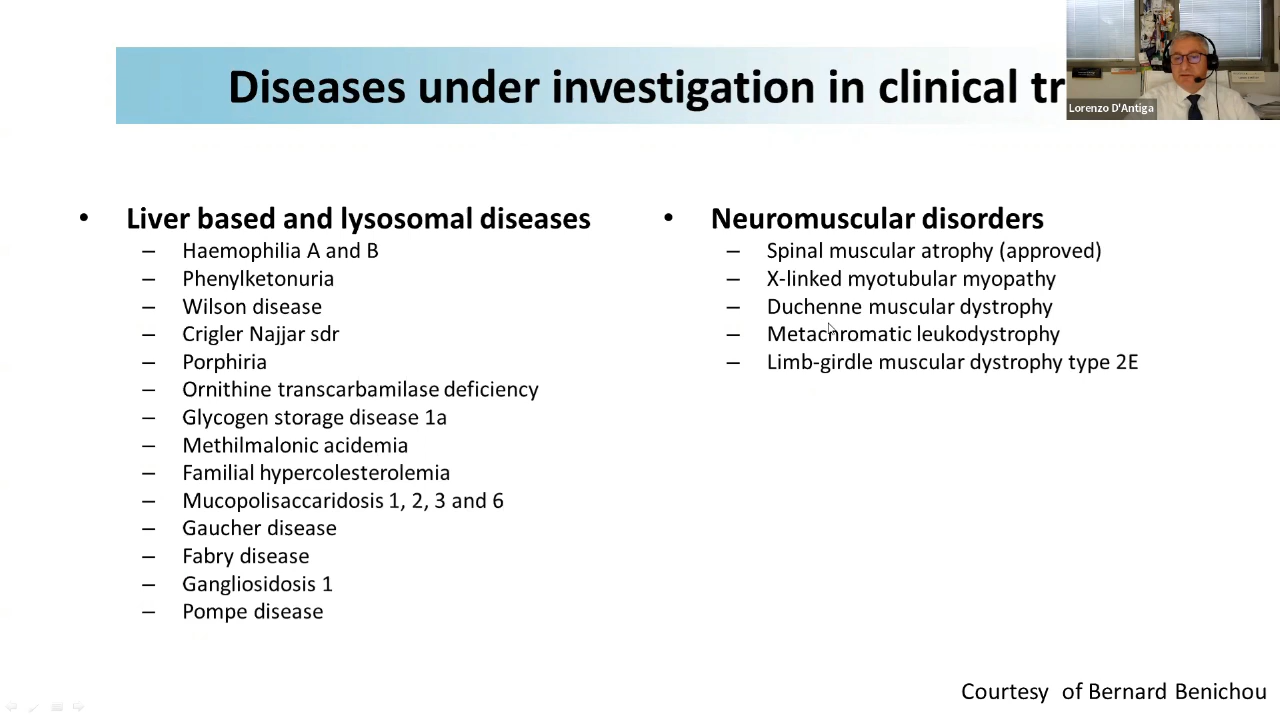 Diseases under investigation in clinical tr
Lorenzo D'Antiga
• Liver based and lysosomal diseases
– Haemophilia A and B
– Phenylketonuria
– Wilson disease
– Crigler Najjar sdr
– Porphiria
– Ornithine transcarbamilase deficiency
– Glycogen storage disease 1a
– Methilmalonic acidemia
– Familial hypercolesterolemia
– Mucopolisaccaridosis 1, 2, 3 and 6
– Gaucher disease
– Fabry disease
– Gangliosidosis 1
– Pompe disease
• Neuromuscular disorders
– Spinal muscular atrophy (approved)
– X-linked myotubular myopathy
– Duchenne muscular dystrophy
– Metachromatic leukodystrophy
– Limb-girdle muscular dystrophy type 2E
Courtesy of Bernard Benichou